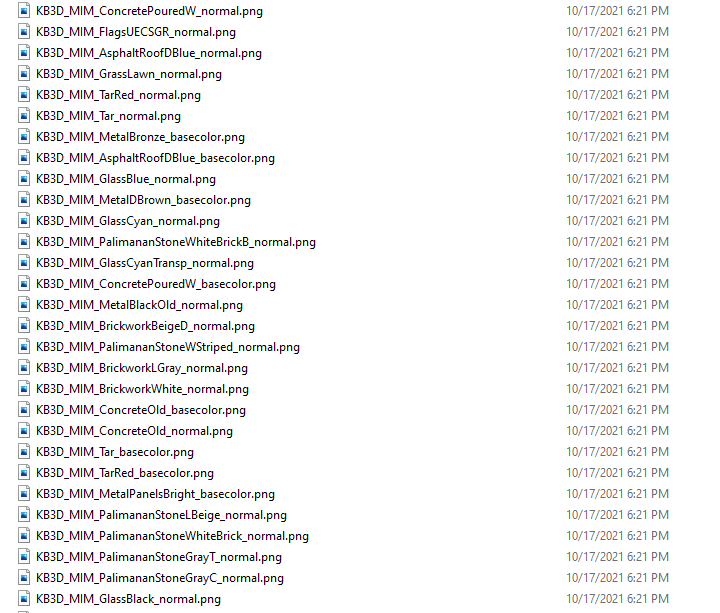 KB3D_MIM_ConcretePouredW_normal.png 10/17/2021 6:21 PM
KB3D_MIM_FlagsUECSGR_normal.png 10/17/2021 6:21 PM
KB3D_MIM_AsphaltRoofDBlue_normal.png 10/17/2021 6:21 PM
KB3D_MIM_GrassLawn_normal.png 10/17/2021 6:21 PM
KB3D_MIM_TarRed_normal.png 10/17/2021 6:21 PM
KB3D_MIM_Tar_normal.png 10/17/2021 6:21 PM
KB3D_MIM_MetalBronze_basecolor.png 10/17/2021 6:21 PM
KB3D_MIM_AsphaltRoofDBlue_basecolor.png 10/17/2021 6:21 PM
KB3D_MIM_GlassBlue_normal.png 10/17/2021 6:21 PM
KB3D_MIM_MetalDBrown_basecolor.png 10/17/2021 6:21 PM
KB3D_MIM_GlassCyan_normal.png 10/17/2021 6:21 PM
KB3D_MIM_PalimananStoneWhiteBrickB_normal.png 10/17/2021 6:21 PM
KB3D_MIM_GlassCyanTransp_normal.png 10/17/2021 6:21 PM
KB3D_MIM_ConcretePouredW_basecolor.png 10/17/2021 6:21 PM
KB3D_MIM_MetalBlackOld_normal.png 10/17/2021 6:21 PM
KB3D_MIM_BrickworkBeigeD_normal.png 10/17/2021 6:21 PM
KB3D_MIM_PalimananStoneWStriped_normal.png 10/17/2021 6:21 PM
KB3D_MIM_BrickworkLGray_normal.png 10/17/2021 6:21 PM
KB3D_MIM_BrickworkWhite_normal.png 10/17/2021 6:21 PM
KB3D_MIM_ConcreteOld_basecolor.png 10/17/2021 6:21 PM
KB3D_MIM_ConcreteOld_normal.png 10/17/2021 6:21 PM
KB3D_MIM_Tar_basecolor.png 10/17/2021 6:21 PM
KB3D_MIM_TarRed_basecolor.png 10/17/2021 6:21 PM
KB3D_MIM_MetalPanelsBright_basecolor.png 10/17/2021 6:21 PM
KB3D_MIM_PalimananStoneLBeige_normal.png 10/17/2021 6:21 PM
KB3D_MIM_PalimananStoneWhiteBrick_normal.png 10/17/2021 6:21 PM
KB3D_MIM_PalimananStoneGrayT_normal.png 10/17/2021 6:21 PM
KB3D_MIM_PalimananStoneGrayC_normal.png 10/17/2021 6:21 PM
KB3D_MIM_GlassBlack_normal.png 10/17/2021 6:21 PM